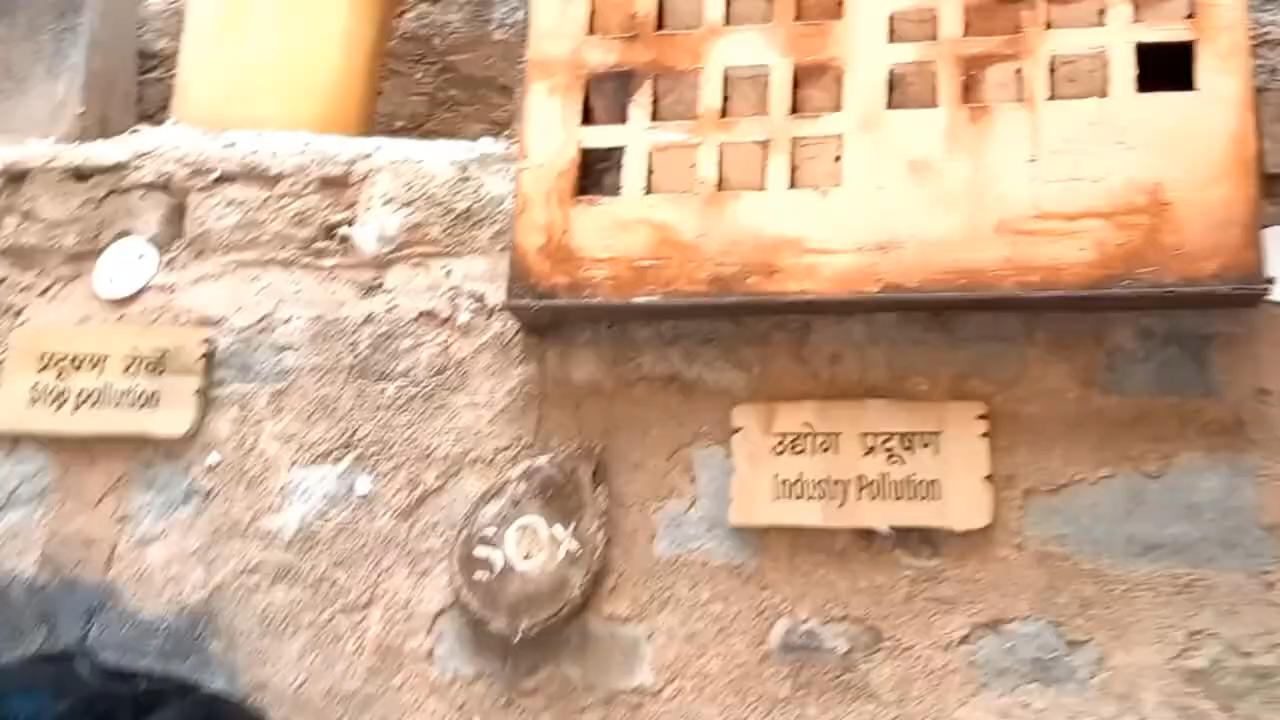 प्रदूषण रोकें
Stop pollution
SOx
उद्योग प्रदूषण
Industry Pollution